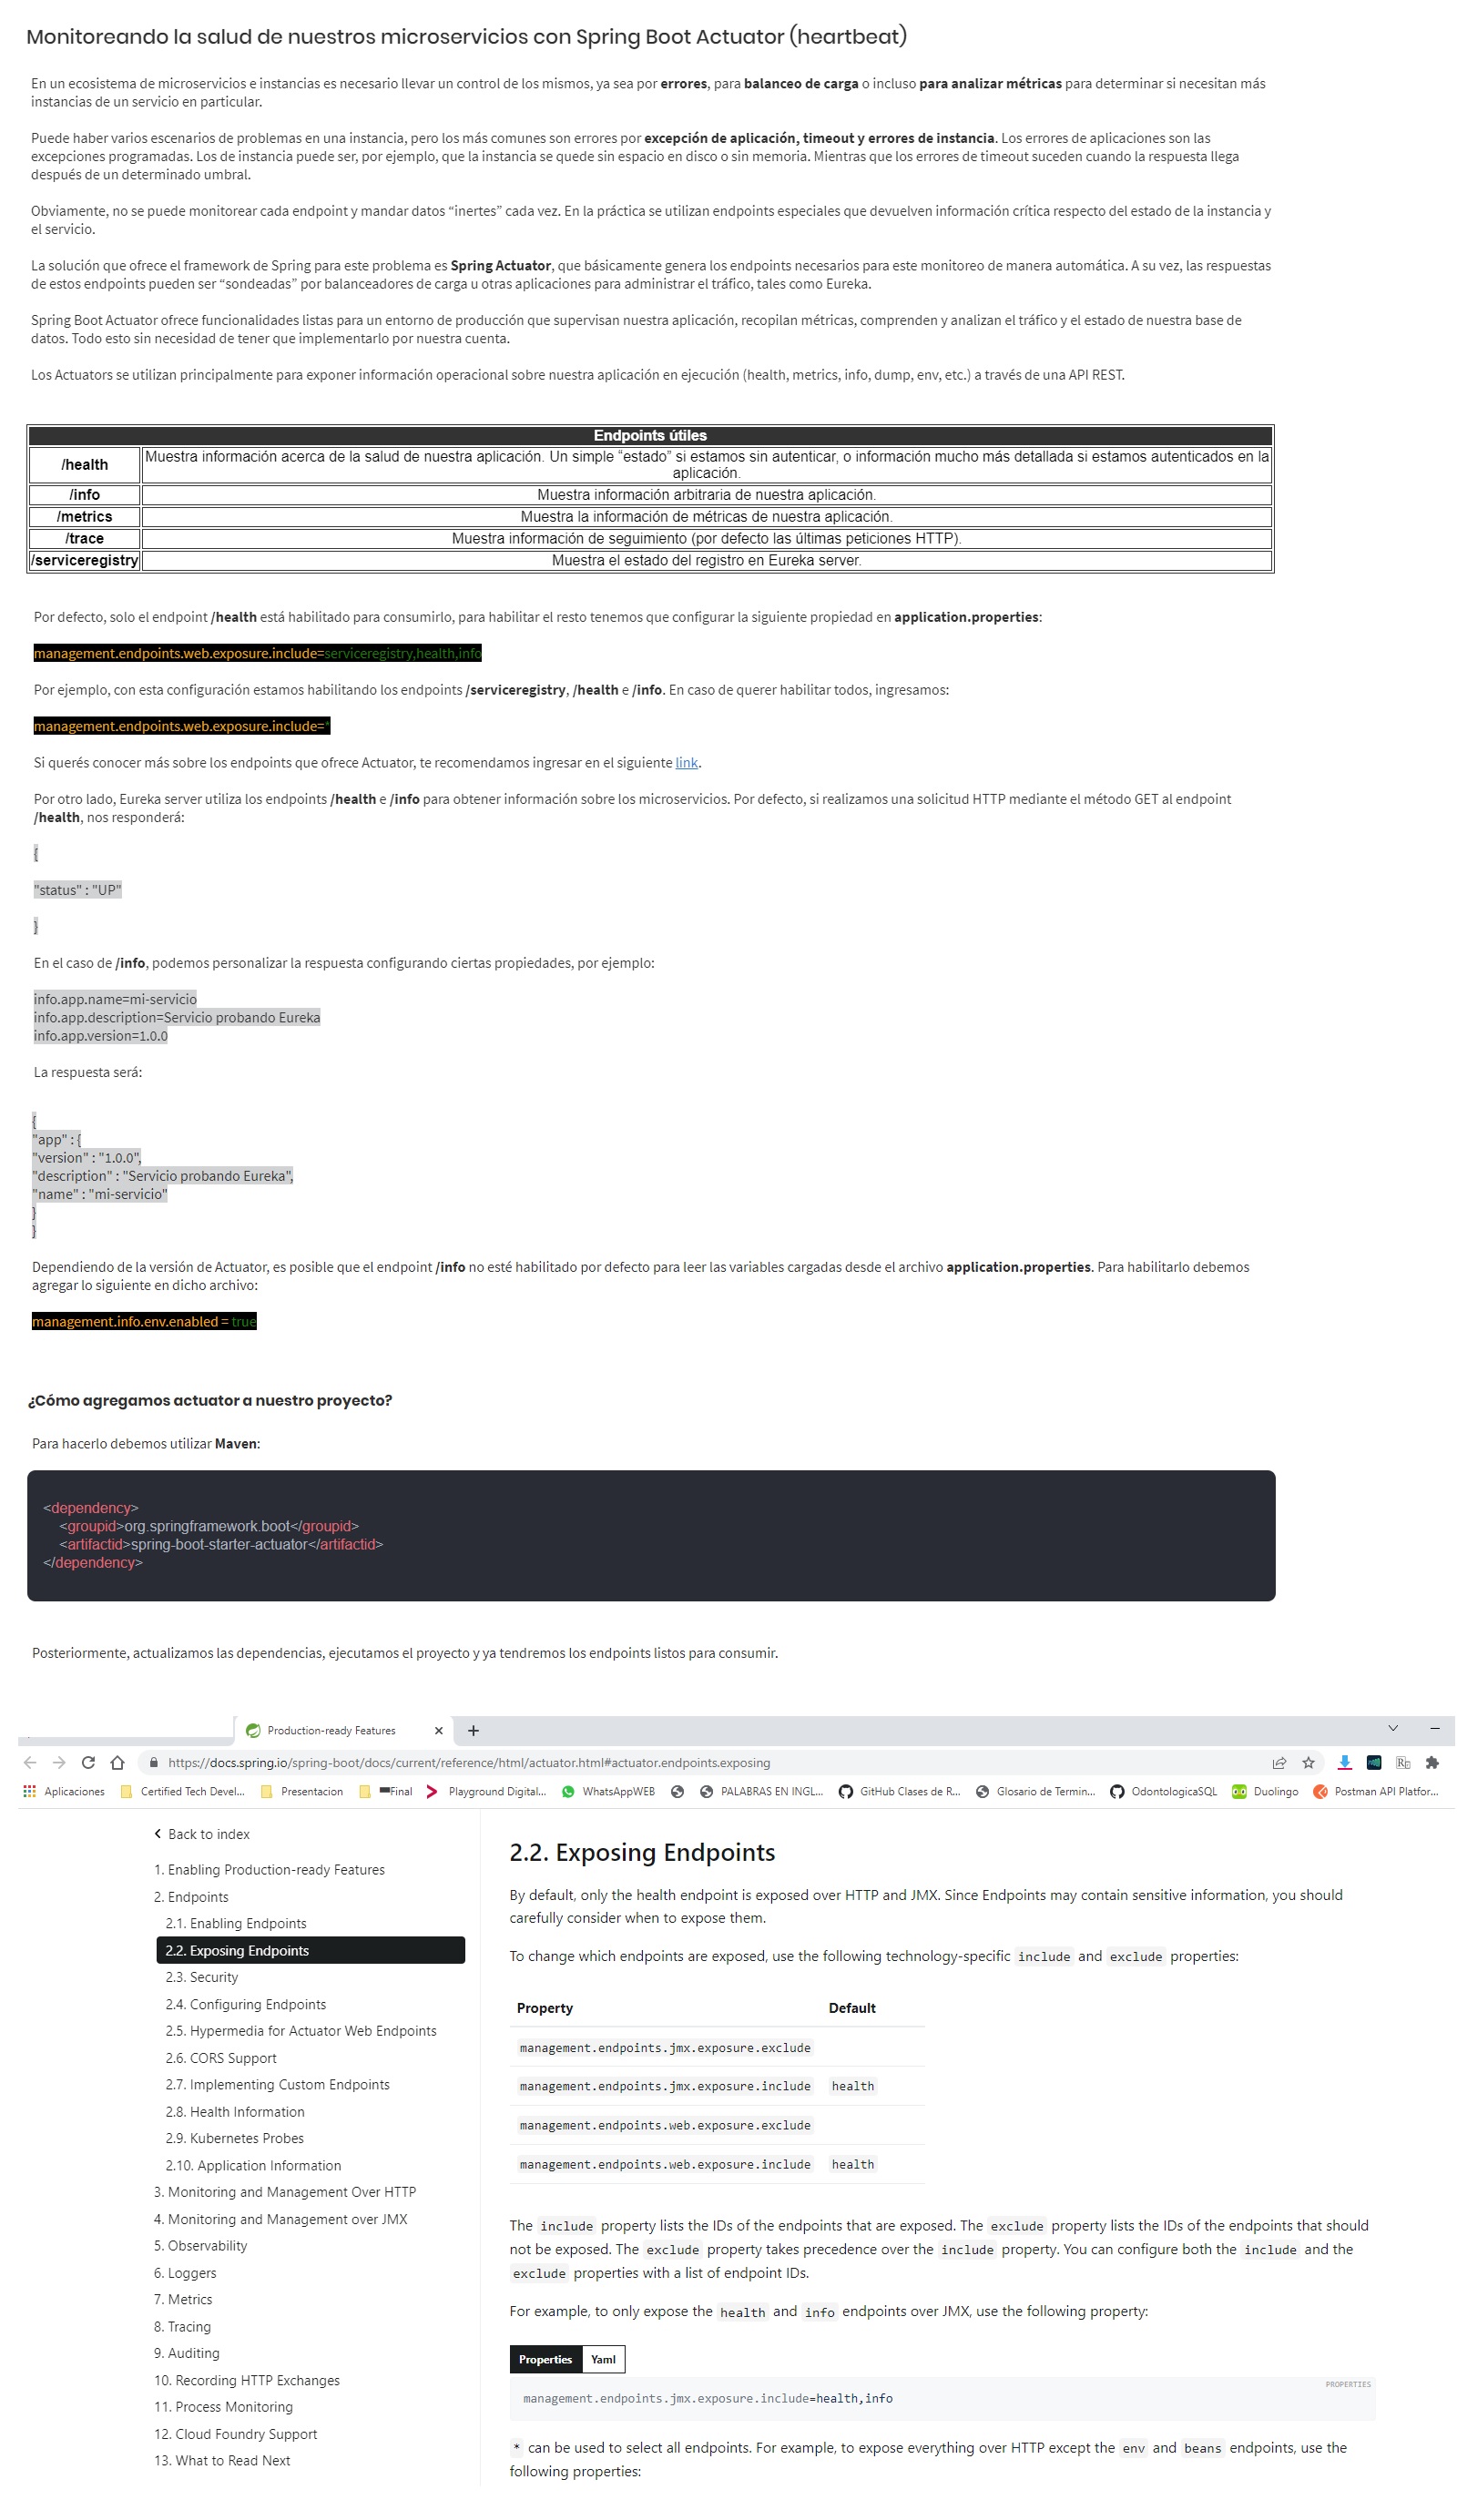 Monitoreando la salud de nuestros microservicios con Spring Boot Actuator (heartbeat)
En un ecosistema de microservicios e instancias es necesario llevar un control de los mismos, ya sea por errores, para balanceo de carga o incluso para analizar métricas para determinar si necesitan más
instancias de un servicio en particular.
Puede haber varios escenarios de problemas en una instancia, pero los más comunes son errores por excepción de aplicación, timeout y errores de instancia. Los errores de aplicaciones son las
excepciones programadas. Los de instancia puede ser, por ejemplo, que la instancia se quede sin espacio en disco o sin memoria. Mientras que los errores de timeout suceden cuando la respuesta llega
después de un determinado umbral.
Obviamente, no se puede monitorear cada endpoint y mandar datos “inertes” cada vez. En la práctica se utilizan endpoints especiales que devuelven información crítica respecto del estado de la instancia y
el servicio.
La solución que ofrece el framework de Spring para este problema es Spring Actuator, que básicamente genera los endpoints necesarios para este monitoreo de manera automática. A su vez, las respuestas
de estos endpoints pueden ser “sondeadas” por balanceadores de carga u otras aplicaciones para administrar el tráfico, tales como Eureka.
Spring Boot Actuator ofrece funcionalidades listas para un entorno de producción que supervisan nuestra aplicación, recopilan métricas, comprenden y analizan el tráfico y el estado de nuestra base de
datos. Todo esto sin necesidad de tener que implementarlo por nuestra cuenta.
Los Actuators se utilizan principalmente para exponer información operacional sobre nuestra aplicación en ejecución (health, metrics, info, dump, env, etc.) a través de una API REST.
Endpoints útiles
/health Muestra información acerca de la salud de nuestra aplicación. Un simple “estado” si estamos sin autenticar, o información mucho más detallada si estamos autenticados en la
aplicación.
/info Muestra información arbitraria de nuestra aplicación.
/metrics Muestra la información de métricas de nuestra aplicación.
/trace Muestra información de seguimiento (por defecto las últimas peticiones HTTP).
/serviceregistry Muestra el estado del registro en Eureka server.
Por defecto, solo el endpoint /health está habilitado para consumirlo, para habilitar el resto tenemos que configurar la siguiente propiedad en application.properties:
management.endpoints.web.exposure.include=serviceregistry,health,info
Por ejemplo, con esta configuración estamos habilitando los endpoints /serviceregistry, /health e /info. En caso de querer habilitar todos, ingresamos:
management.endpoints.web.exposure.include=*
Si querés conocer más sobre los endpoints que ofrece Actuator, te recomendamos ingresar en el siguiente link.
Por otro lado, Eureka server utiliza los endpoints /health e /info para obtener información sobre los microservicios. Por defecto, si realizamos una solicitud HTTP mediante el método GET al endpoint
/health, nos responderá:
{
"status" : "UP"
}
En el caso de /info, podemos personalizar la respuesta configurando ciertas propiedades, por ejemplo:
info.app.name=mi-servicio
info.app.description=Servicio probando Eureka
info.app.version=1.0.0
La respuesta será:
{
"app" : {
"version" : "1.0.0",
"description" : "Servicio probando Eureka",
"name" : "mi-servicio"
}
}
Dependiendo de la versión de Actuator, es posible que el endpoint /info no esté habilitado por defecto para leer las variables cargadas desde el archivo application.properties. Para habilitarlo debemos
agregar lo siguiente en dicho archivo:
management.info.env.enabled = true
¿Cómo agregamos actuator a nuestro proyecto?
Para hacerlo debemos utilizar Maven:
<dependency>
<groupid>org.springframework.boot</groupid>
<artifactid>spring-boot-starter-actuator</artifactid>
</dependency>
Posteriormente, actualizamos las dependencias, ejecutamos el proyecto y ya tendremos los endpoints listos para consumir.
Production-ready Features
https://docs.spring.io/spring-boot/docs/current/reference/html/actuator.html#actuator.endpoints.exposing
Aplicaciones Certified Tech Devel... Presentacion Final Playground Digital... WhatsAppWEB PALABRAS EN INGL... GitHub Clases de R... Glosario de Termin... OdontologicaSQL Duolingo Postman API Platfor...
Back to index
1. Enabling Production-ready Features
2. Endpoints
2.1. Enabling Endpoints
2.2. Exposing Endpoints
2.3. Security
2.4. Configuring Endpoints
2.5. Hypermedia for Actuator Web Endpoints
2.6. CORS Support
2.7. Implementing Custom Endpoints
2.8. Health Information
2.9. Kubernetes Probes
2.10. Application Information
3. Monitoring and Management Over HTTP
4. Monitoring and Management over JMX
5. Observability
6. Loggers
7. Metrics
8. Tracing
9. Auditing
10. Recording HTTP Exchanges
11. Process Monitoring
12. Cloud Foundry Support
13. What to Read Next
2.2. Exposing Endpoints
By default, only the health endpoint is exposed over HTTP and JMX. Since Endpoints may contain sensitive information, you should
carefully consider when to expose them.
To change which endpoints are exposed, use the following technology-specific include and exclude properties:
Property Default
management.endpoints.jmx.exposure.exclude
management.endpoints.jmx.exposure.include health
management.endpoints.web.exposure.exclude
management.endpoints.web.exposure.include health
The include property lists the IDs of the endpoints that are exposed. The exclude property lists the IDs of the endpoints that should
not be exposed. The exclude property takes precedence over the include property. You can configure both the include and the
exclude properties with a list of endpoint IDs.
For example, to only expose the health and info endpoints over JMX, use the following property:
Properties Yaml
PROPERTIES
management.endpoints.jmx.exposure.include=health,info
* can be used to select all endpoints. For example, to expose everything over HTTP except the env and beans endpoints, use the
following properties: